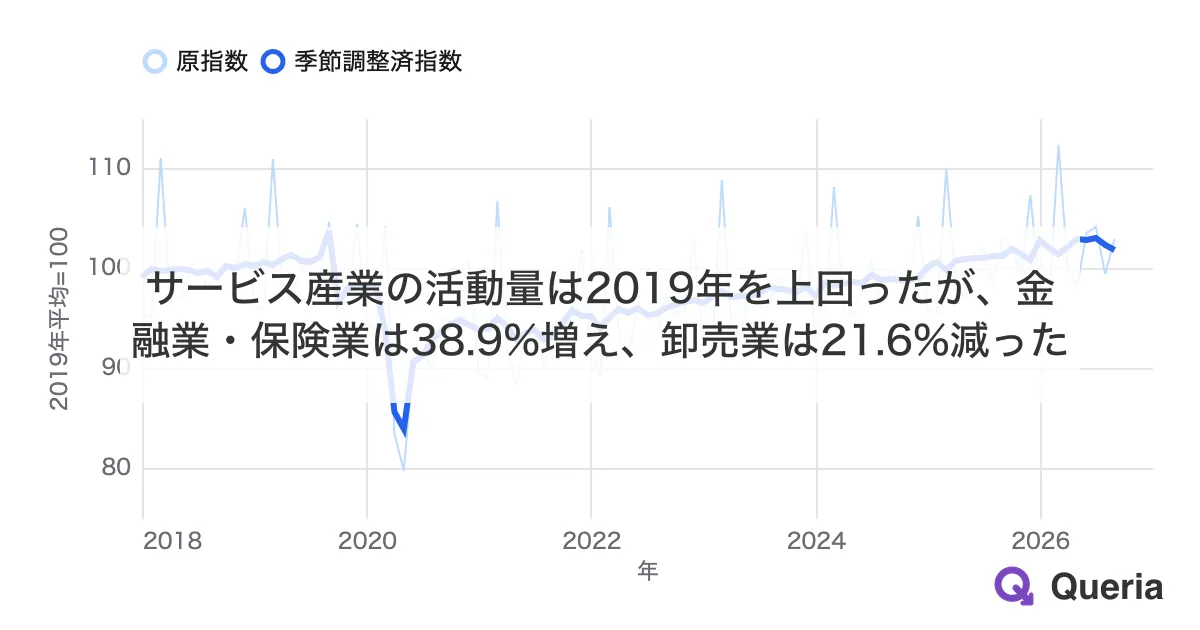 原指数 季節調整済指数
110
100
90
80
2019年平均=100
サービス産業の活動量は2019年を上回ったが、金
融業・保険業は38.9%増え、卸売業は21.6%減った
2018 2020 2022 2024 2026
年
Queria